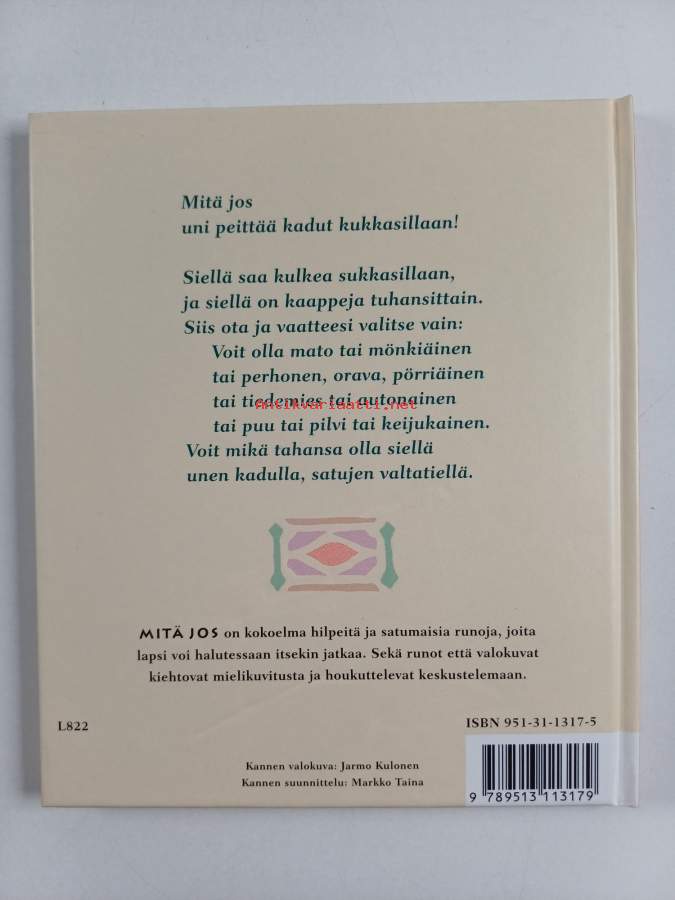 Mitä jos
uni peittää kadut kukkasillaan!
Siellä saa kulkea sukkasillaan,
ja siellä on kaappeja tuhansittain.
Siis ota ja vaatteesi valitse vain:
Voit olla mato tai mönkiäinen
tai perhonen, orava, pörriäinen
tai tiedemies tai autonainen
Antikvariaatti.net
tai puu tai pilvi tai keijukainen.
Voit mikä tahansa olla siellä
unen kadulla, satujen valtatiellä.
MITÄ JOS on kokoelma hilpeitä ja satumaisia runoja, joita
lapsi voi halutessaan itsekin jatkaa. Sekä runot että valokuvat
kiehtovat mielikuvitusta ja houkuttelevat keskustelemaan.
L822
ISBN 951-31-1317-5
Kannen valokuva: Jarmo Kulonen
Kannen suunnittelu: Markko Taina
9 789513 113179